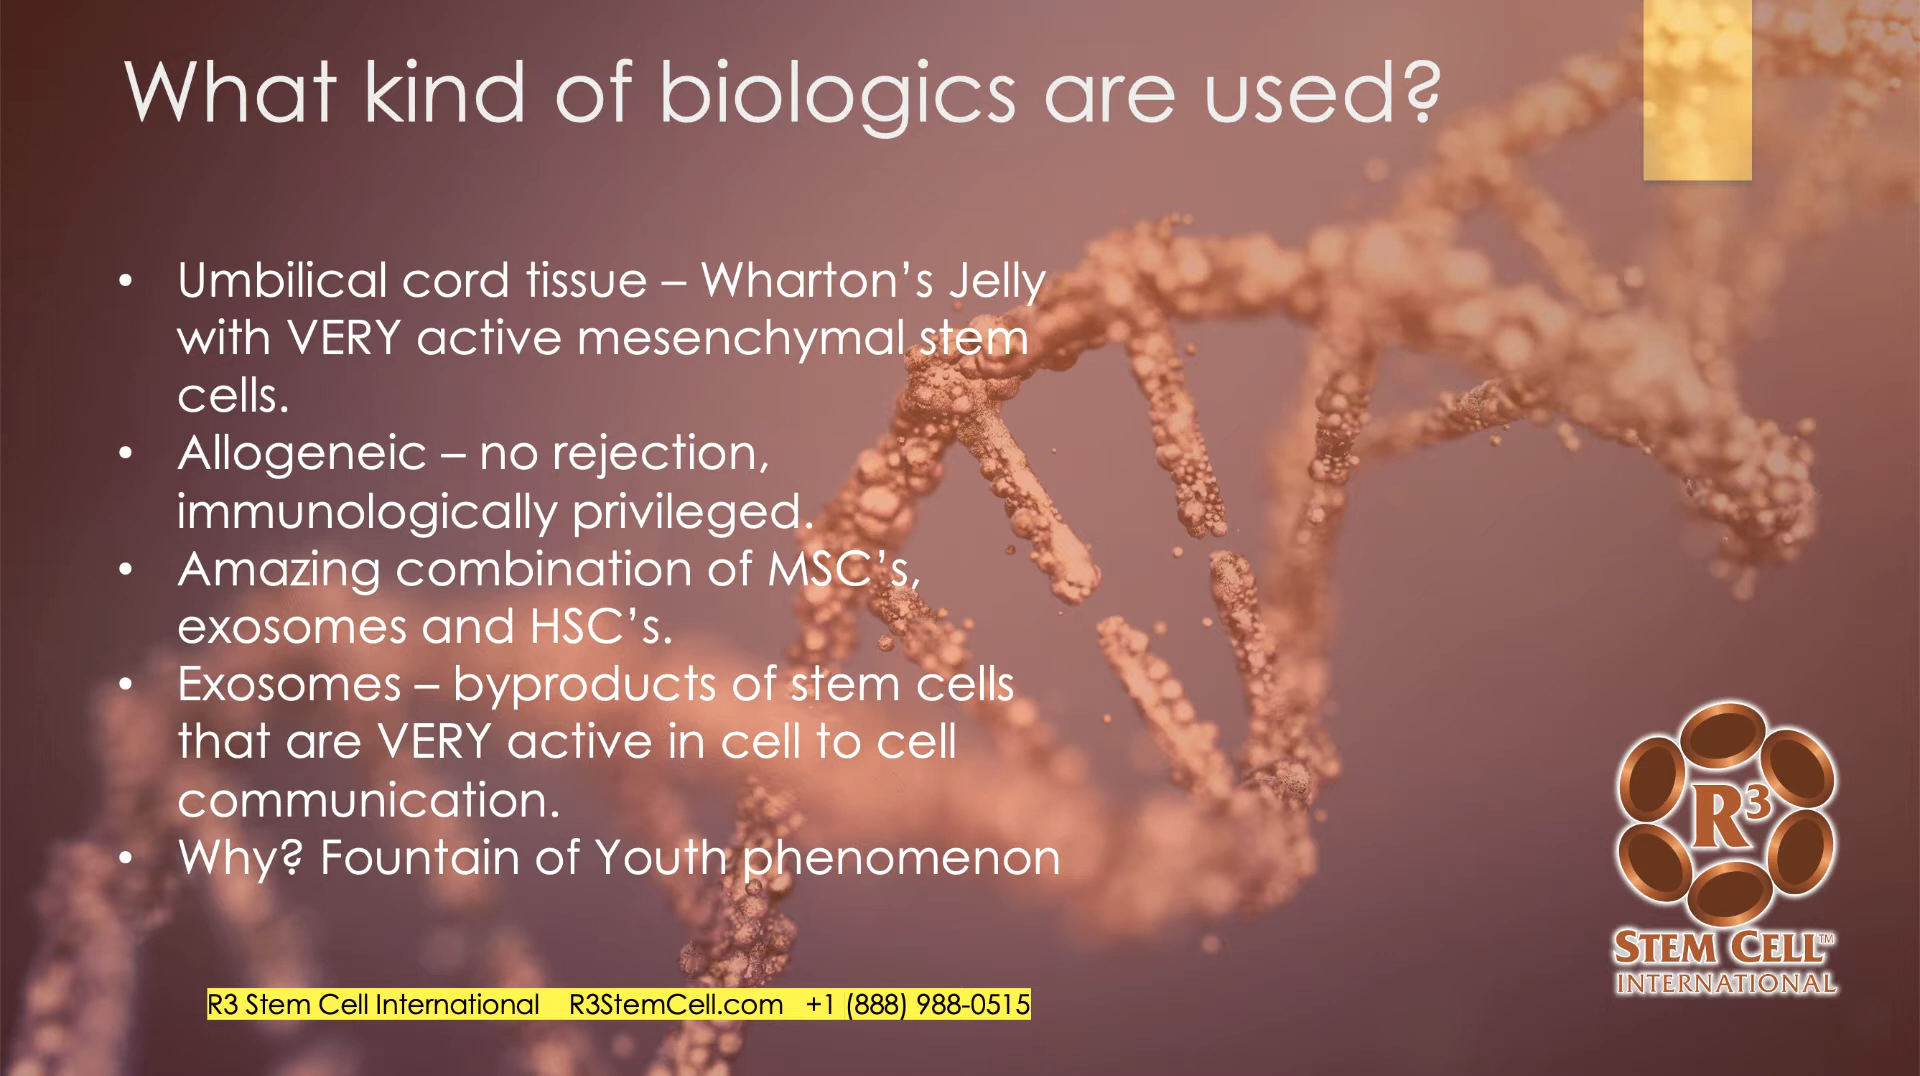 What kind of biologics are used?
• Umbilical cord tissue – Wharton’s Jelly
with VERY active mesenchymal stem
cells.
• Allogeneic – no rejection,
immunologically privileged.
• Amazing combination of MSC’s,
exosomes and HSC’s.
• Exosomes – byproducts of stem cells
that are VERY active in cell to cell
communication.
• Why? Fountain of Youth phenomenon
R3
STEM CELL™
INTERNATIONAL
R3 Stem Cell International R3StemCell.com +1 (888) 988-0515